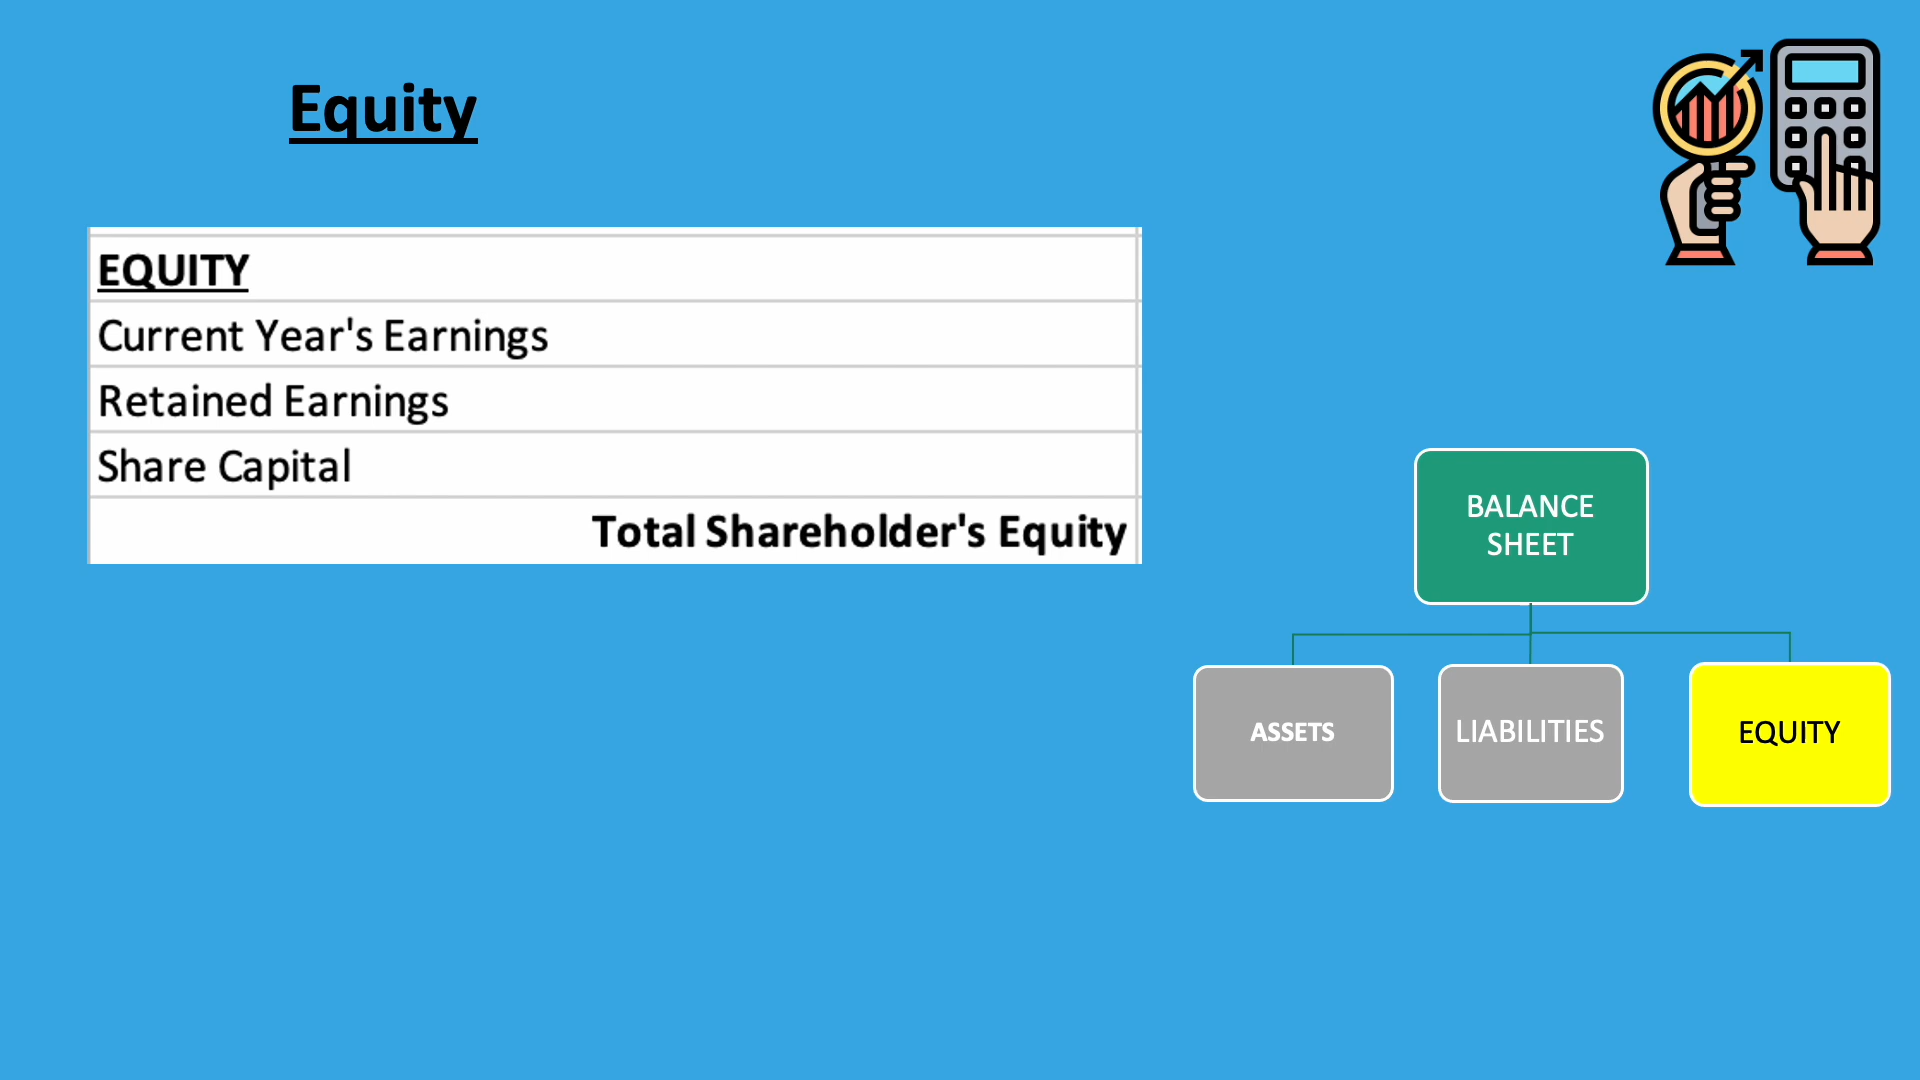 Equity
EQUITY
Current Year's Earnings
Retained Earnings
Share Capital
Total Shareholder's Equity
BALANCE
SHEET
ASSETS
LIABILITIES
EQUITY